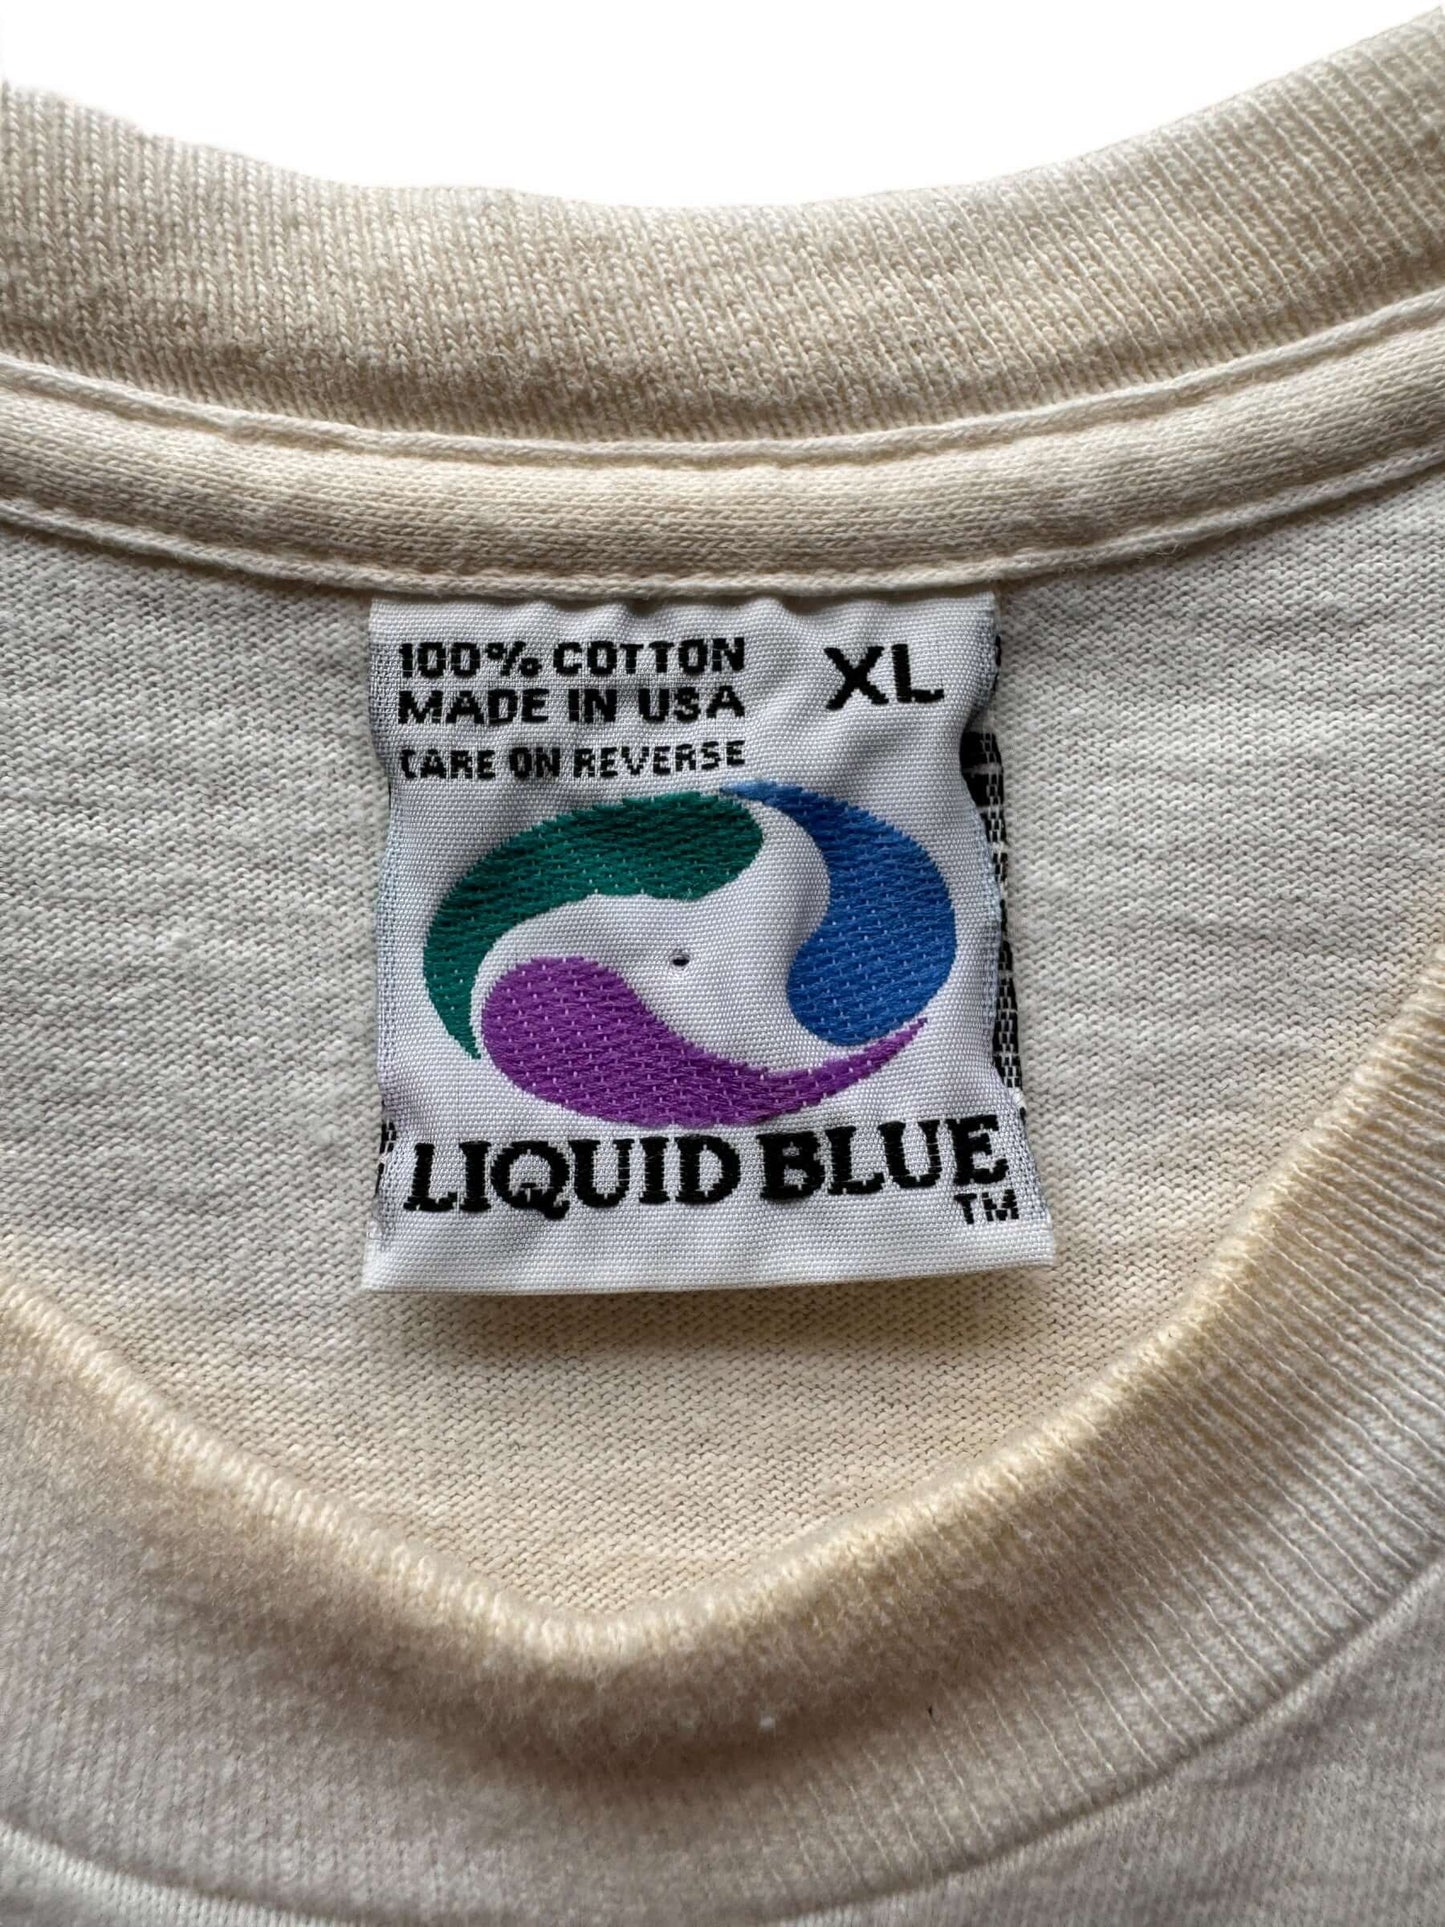 100% COTTON XL
MADE IN USA
CARE ON REVERSE
LIQUID BLUE
TM